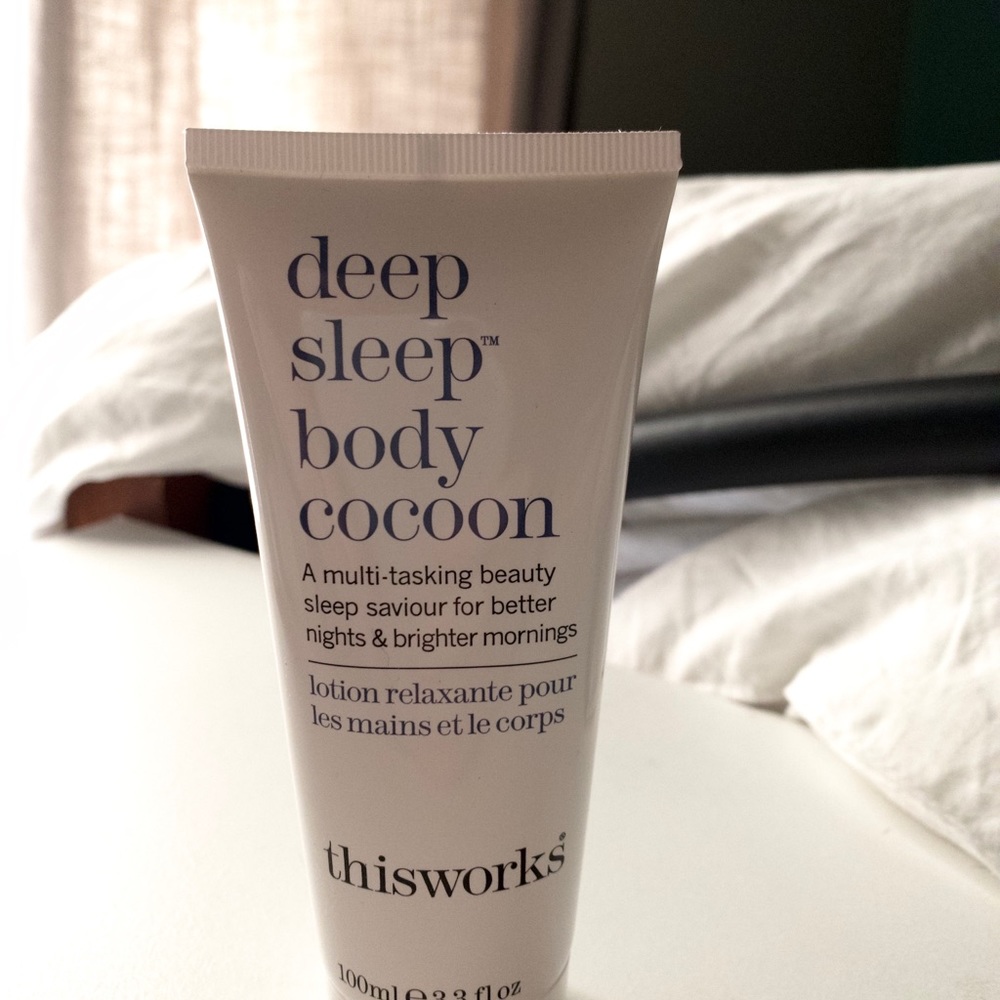 deep
sleep™
body
cocoon
A multi-tasking beauty
sleep saviour for better
nights & brighter mornings
lotion relaxante pour
les mains et le corps
thisworks®
100ml ℮ 3.3 fl oz